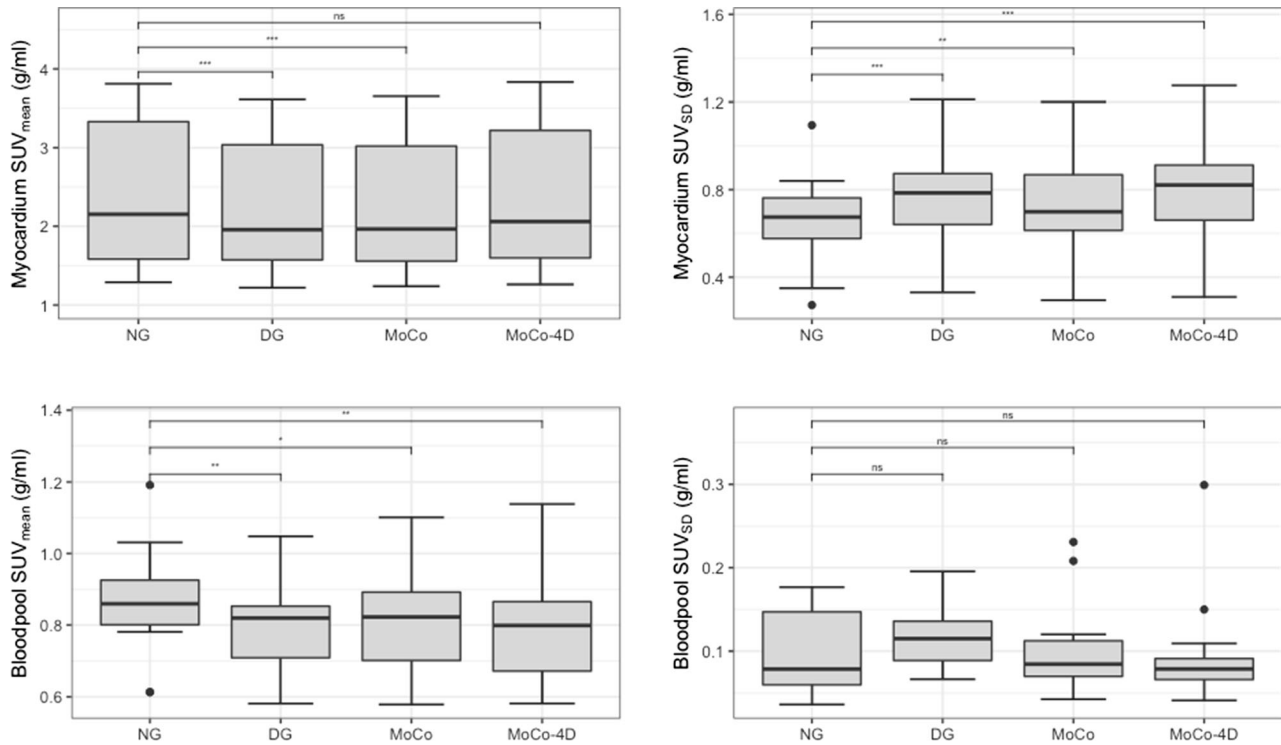 ns
***
***
Myocardium SUVmean (g/ml)
4
3
2
1
NG DG MoCo MoCo-4D
***
**
***
Myocardium SUVSD (g/ml)
1.6
1.2
0.8
0.4
NG DG MoCo MoCo-4D
**
*
**
Bloodpool SUVmean (g/ml)
1.4
1.2
1.0
0.8
0.6
NG DG MoCo MoCo-4D
ns
ns
ns
Bloodpool SUVSD (g/ml)
0.3
0.2
0.1
NG DG MoCo MoCo-4D